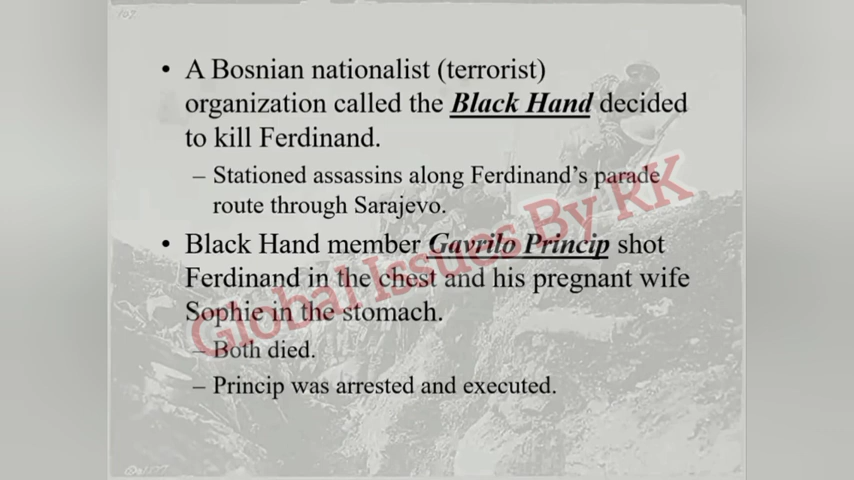 • A Bosnian nationalist (terrorist)
organization called the Black Hand decided
to kill Ferdinand.
– Stationed assassins along Ferdinand's parade
route through Sarajevo.
• Black Hand member Gavrilo Princip shot
Ferdinand in the chest and his pregnant wife
Sophie in the stomach.
– Both died.
– Princip was arrested and executed.
Global Issues By RK